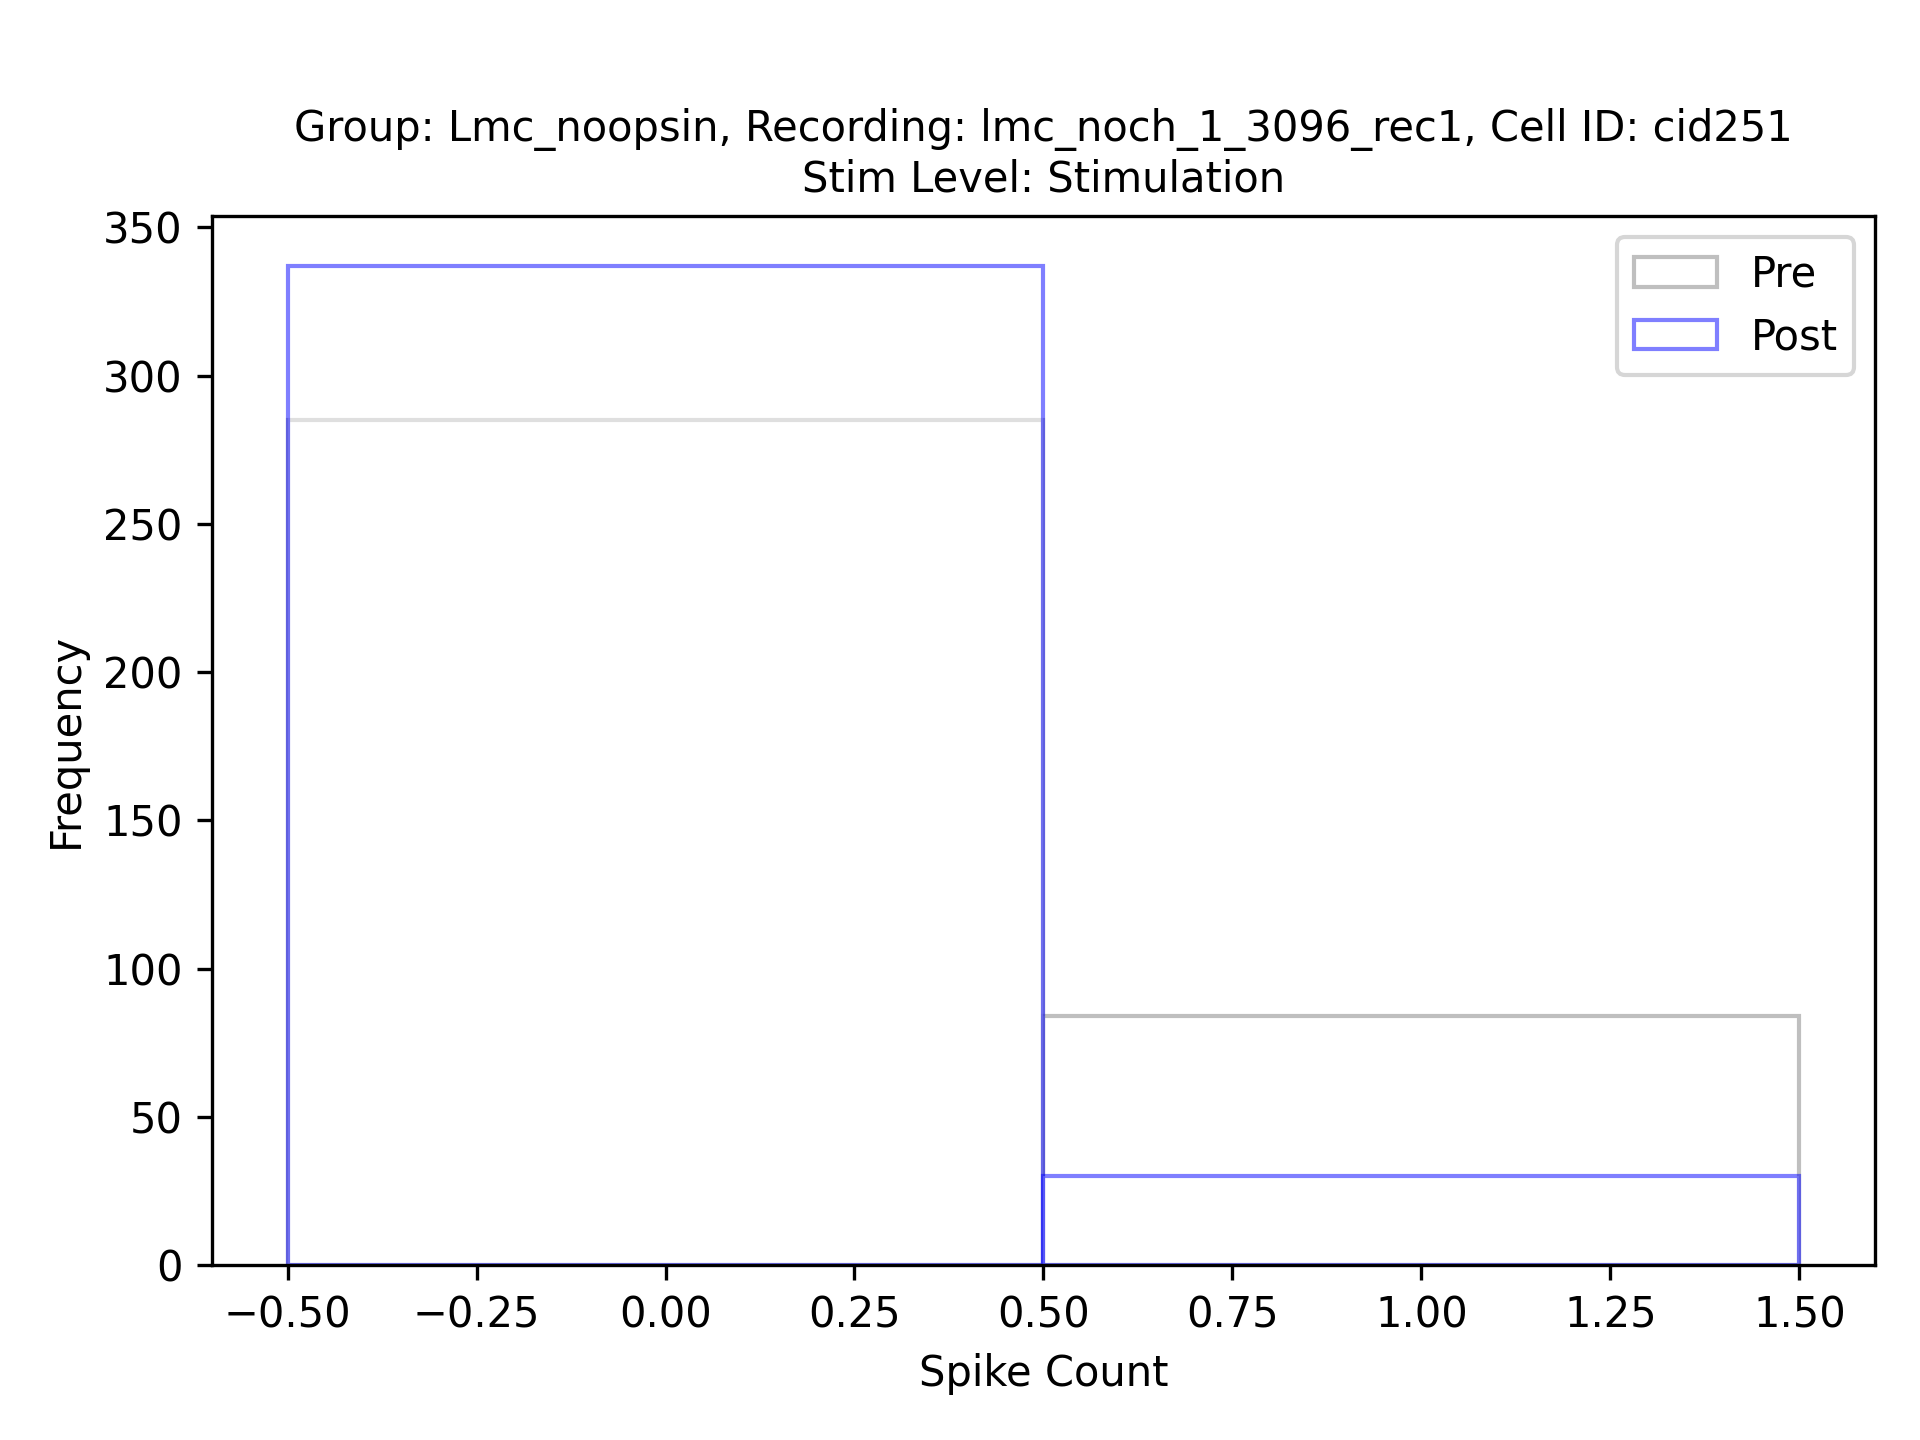 Group: Lmc_noopsin, Recording: lmc_noch_1_3096_rec1, Cell ID: cid251
Stim Level: Stimulation
350
300
250
200
150
100
50
0
Frequency
Pre
Post
−0.50 −0.25 0.00 0.25 0.50 0.75 1.00 1.25 1.50
Spike Count